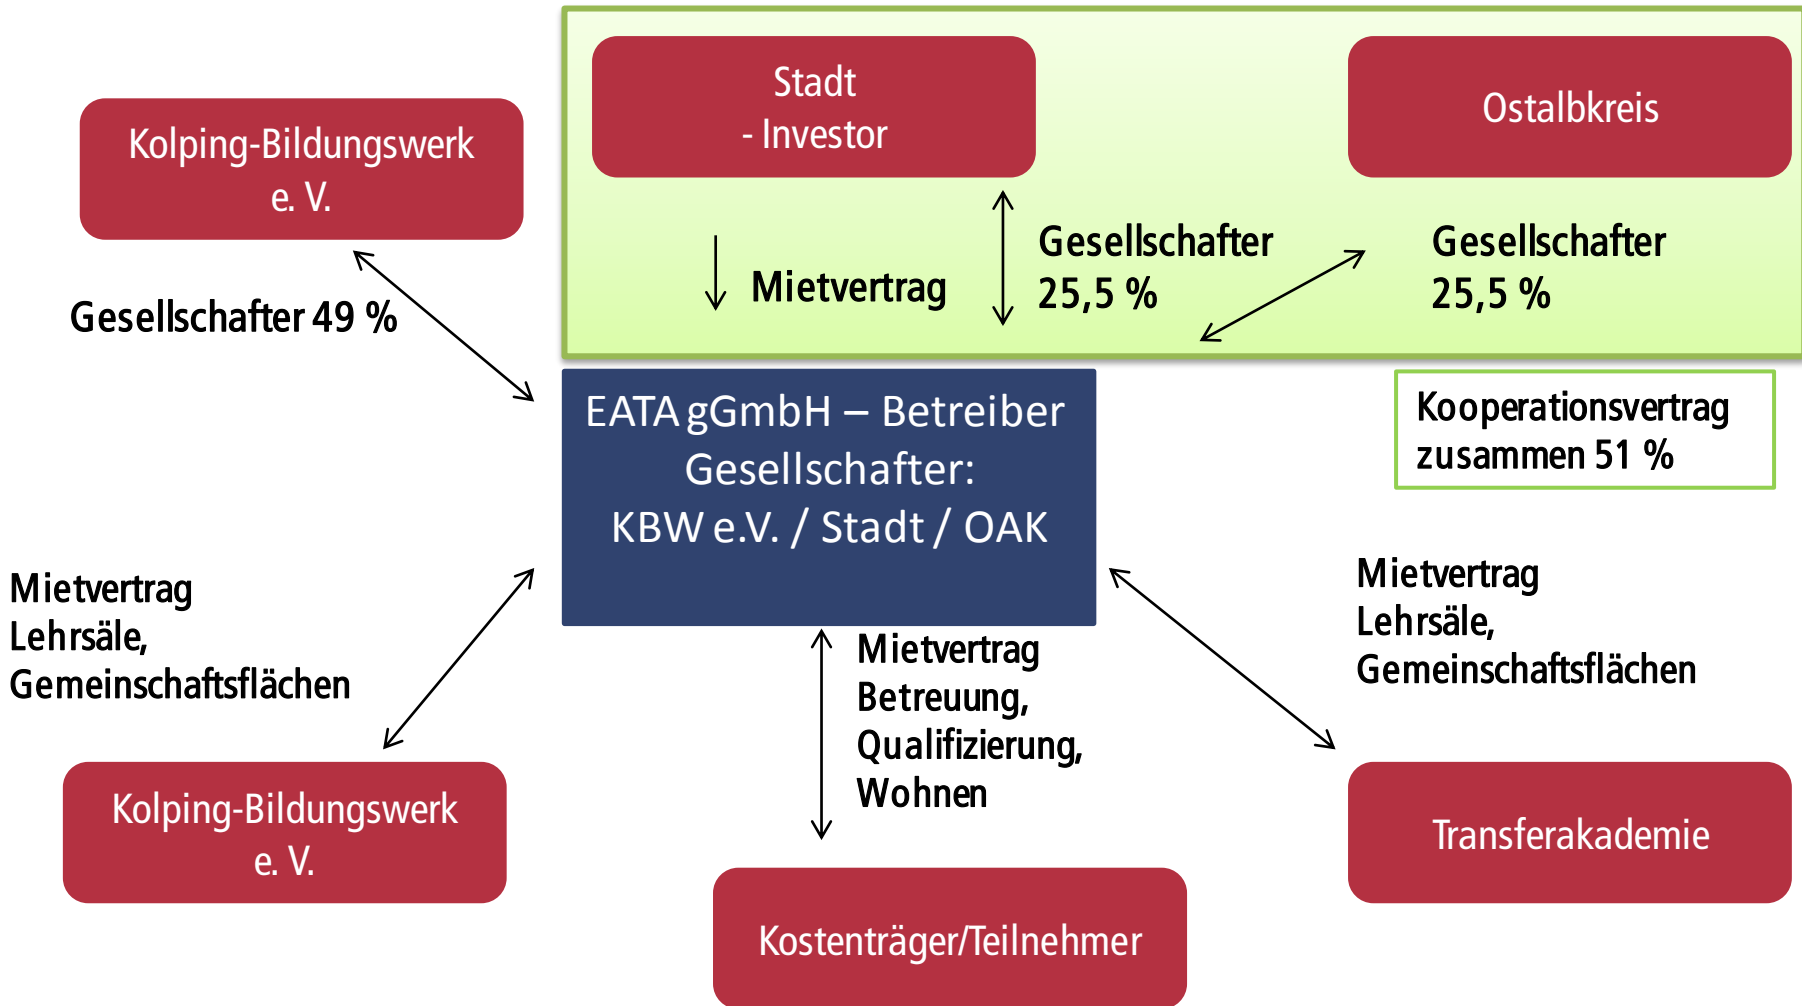 Stadt
- Investor
Ostalbkreis
Kolping-Bildungswerk
e. V.
Gesellschafter 49 %
Mietvertrag
Gesellschafter
25,5 %
Gesellschafter
25,5 %
EATA gGmbH – Betreiber
Gesellschafter:
KBW e.V. / Stadt / OAK
Kooperationsvertrag
zusammen 51 %
Mietvertrag
Lehrsäle,
Gemeinschaftsflächen
Mietvertrag
Betreuung,
Qualifizierung,
Wohnen
Mietvertrag
Lehrsäle,
Gemeinschaftsflächen
Kolping-Bildungswerk
e. V.
Kostenträger/Teilnehmer
Transferakademie